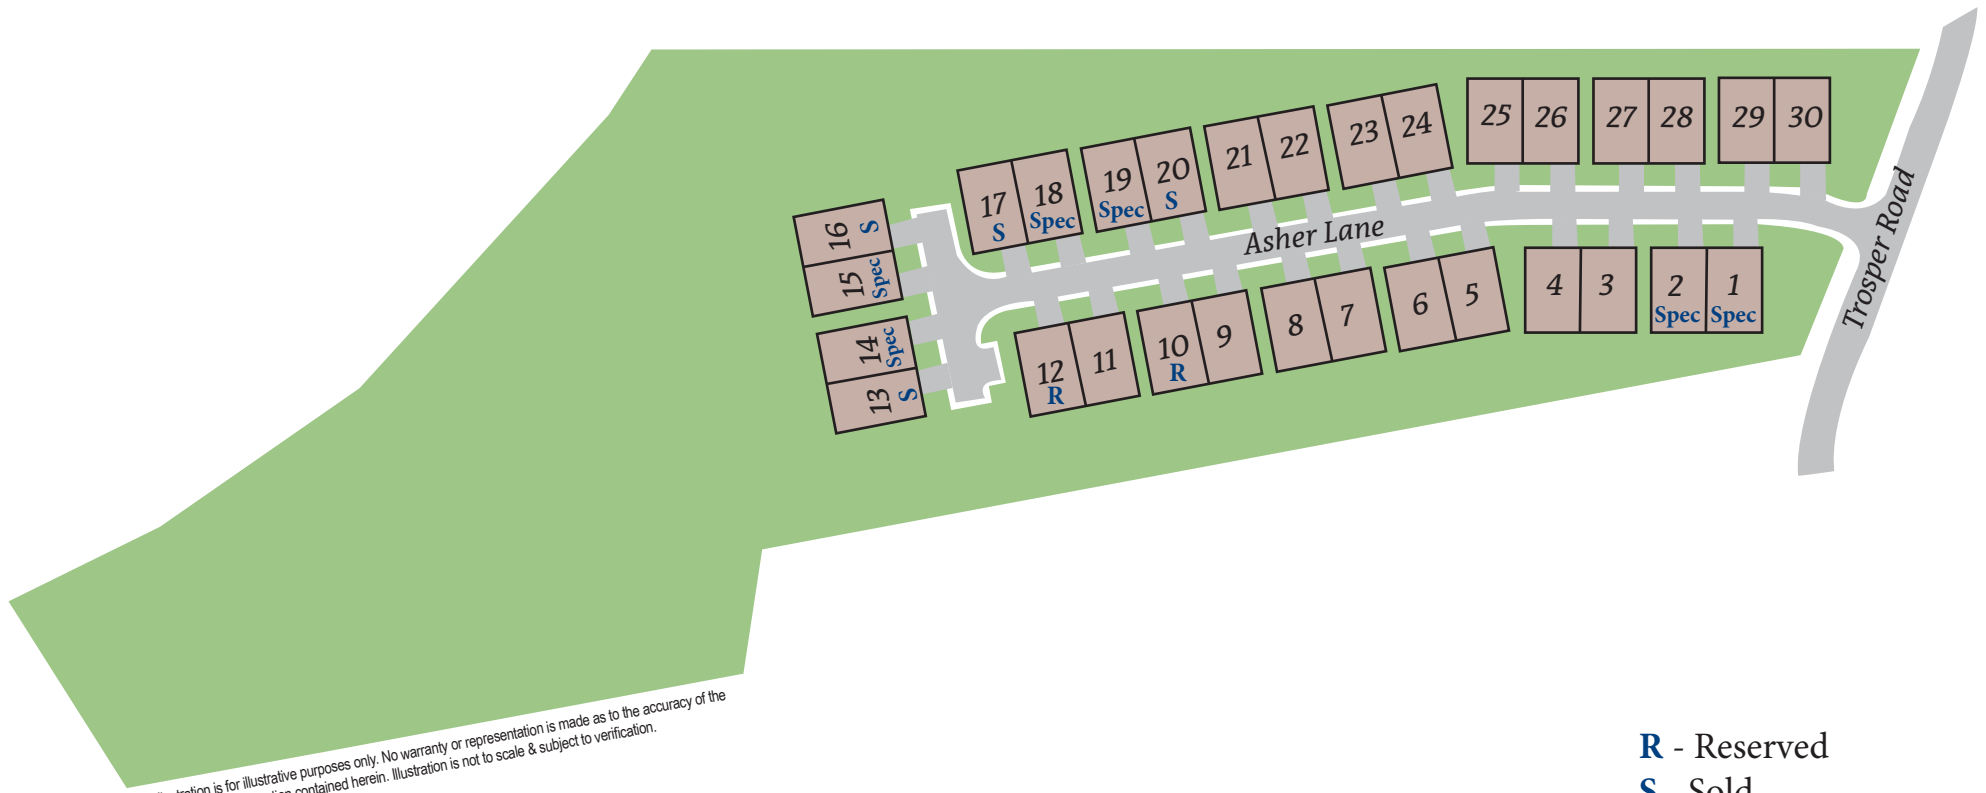 25 26 27 28 29 30
23 24
21 22
19 Spec 20 S
17 S 18 Spec
16 S
15 Spec
14 Spec
13 S
Asher Lane
Trosper Road
12 R 11
10 R 9
8 7
6 5
4 3
2 Spec 1 Spec
is for illustrative purposes only. No warranty or representation is made as to the accuracy of the
contained herein. Illustration is not to scale & subject to verification.
R - Reserved
S - Sold